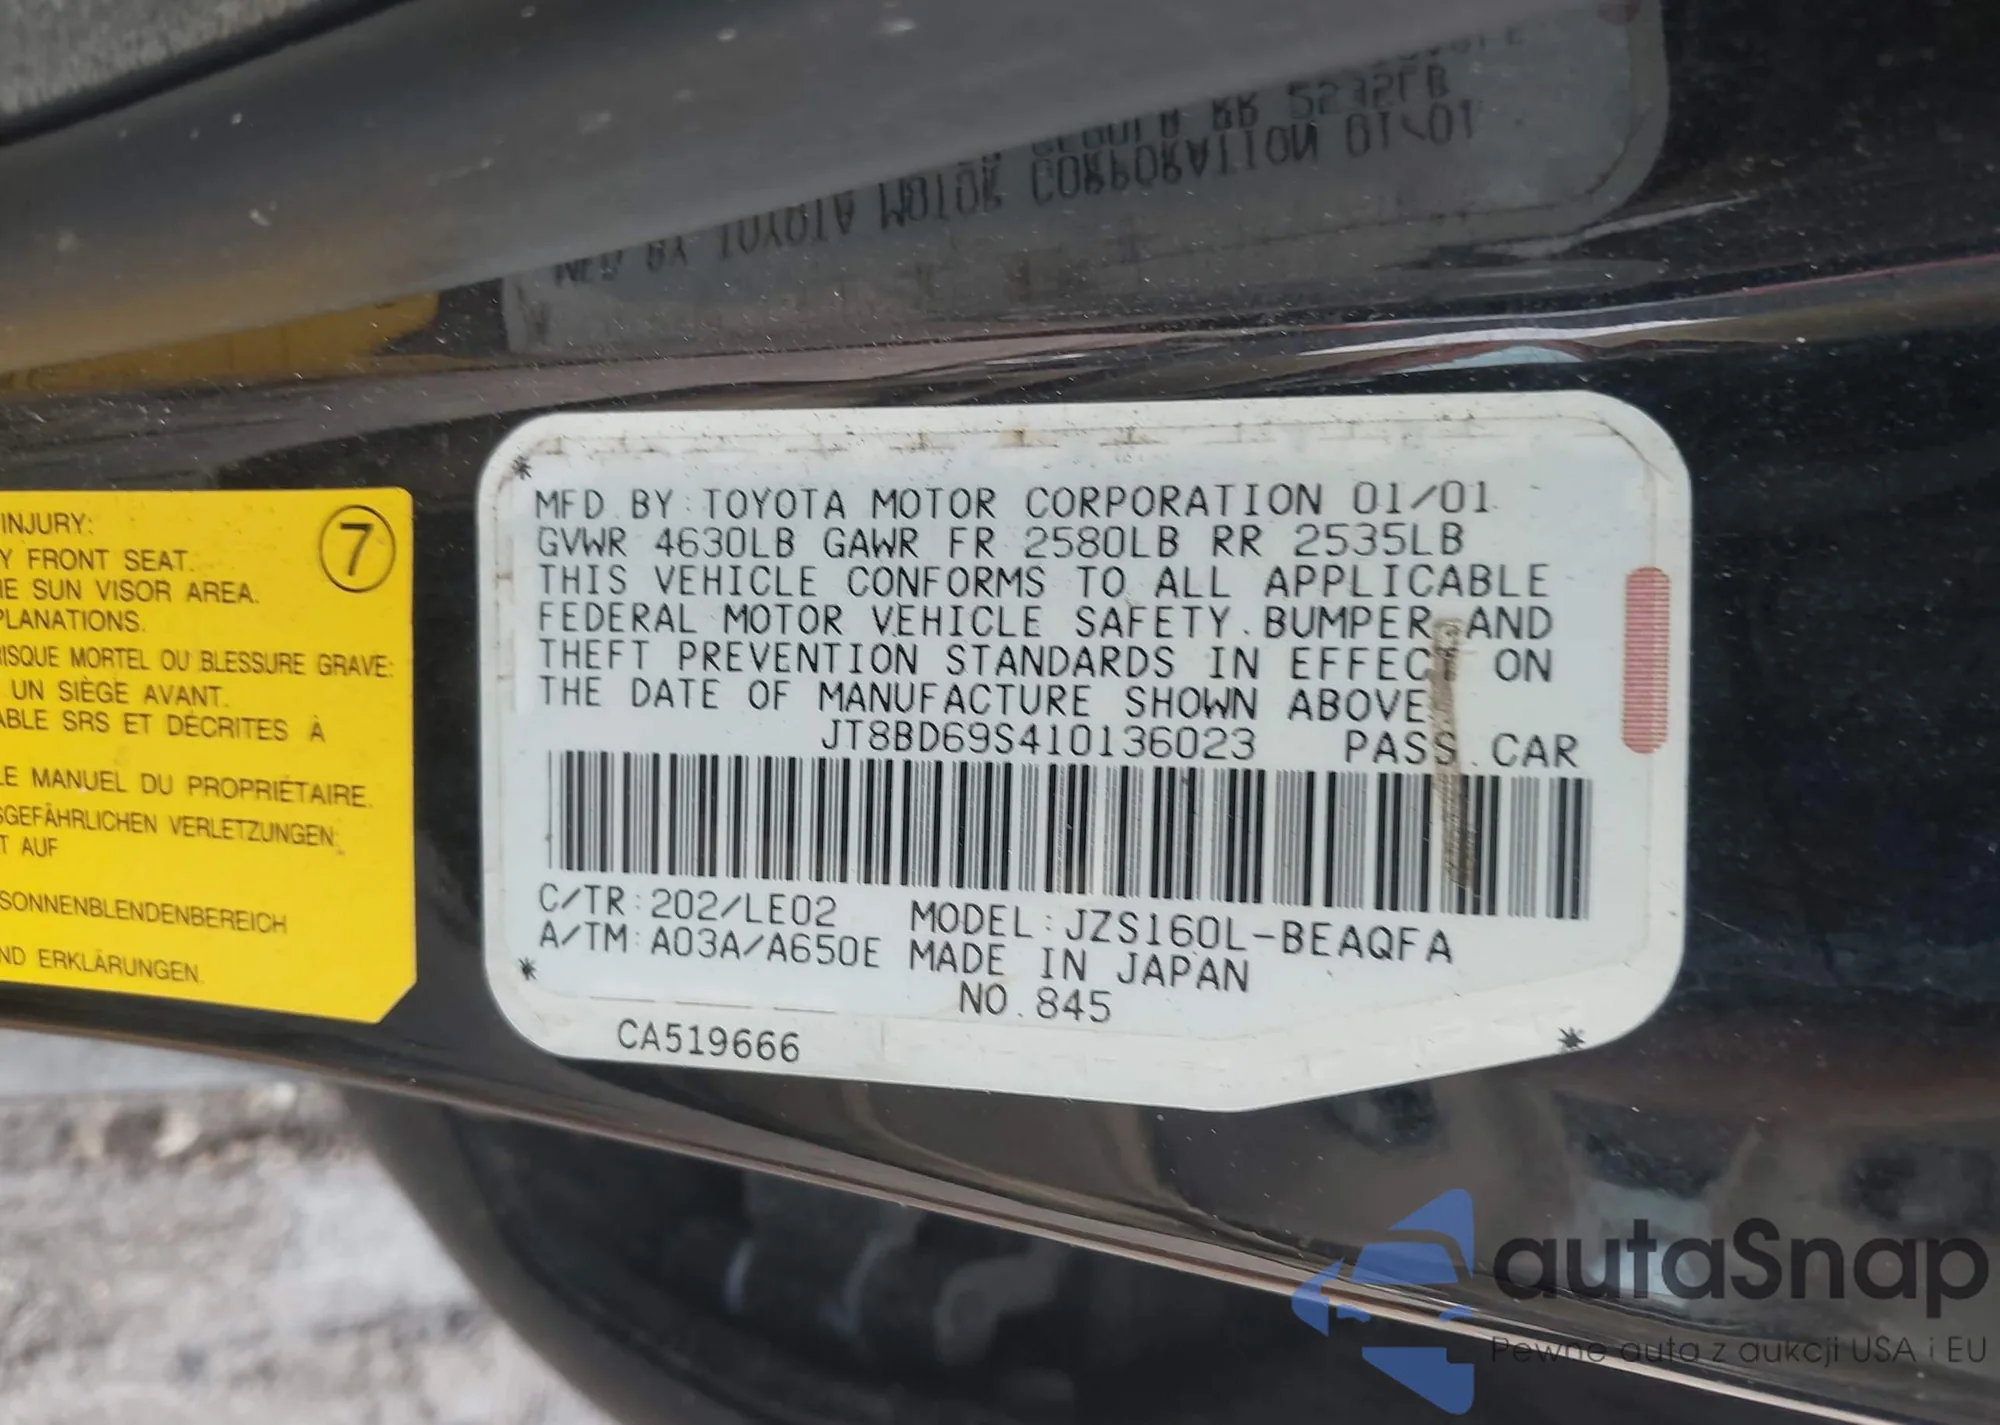 MFD BY TOYOTA MOTOR CORPORATION 01/01
GVWR 4630LB GAWR FR 2580LB RR 2535LB
THIS VEHICLE CONFORMS TO ALL APPLICABLE
FEDERAL MOTOR VEHICLE SAFETY. BUMPER AND
THEFT PREVENTION STANDARDS IN EFFECT ON
THE DATE OF MANUFACTURE SHOWN ABOVE
JT8BD69S410136023 PASS. CAR
C/TR:202/LE02 MODEL:JZS160L-BEAQFA
A/TM:A03A/A650E MADE IN JAPAN
NO.845
CA519666
INJURY:
7
Y FRONT SEAT.
SUN VISOR AREA.
PLANATIONS.
RISQUE MORTEL OU BLESSURE GRAVE:
UN SIÈGE AVANT.
ABLE SRS ET DÉCRITES À
LE MANUEL DU PROPRIÉTAIRE.
SGEFÄHRLICHEN VERLETZUNGEN:
T AUF
SONNENBLENDENBEREICH
ND ERKLÄRUNGEN.
autaSnap
Pewne auta z aukcji USA i EU